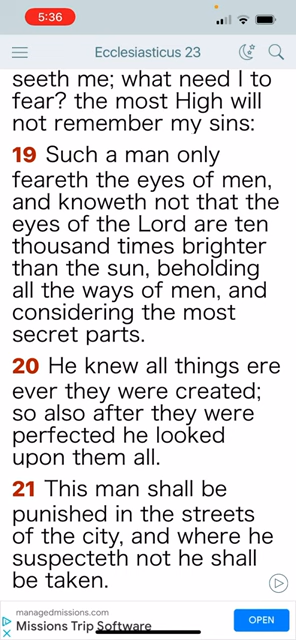 5:36
Ecclesiasticus 23
seeth me; what need I to
fear? the most High will
not remember my sins:
19 Such a man only
feareth the eyes of men,
and knoweth not that the
eyes of the Lord are ten
thousand times brighter
than the sun, beholding
all the ways of men, and
considering the most
secret parts.
20 He knew all things ere
ever they were created;
so also after they were
perfected he looked
upon them all.
21 This man shall be
punished in the streets
of the city, and where he
suspecteth not he shall
be taken.
managedmissions.com
Missions Trip Software
OPEN